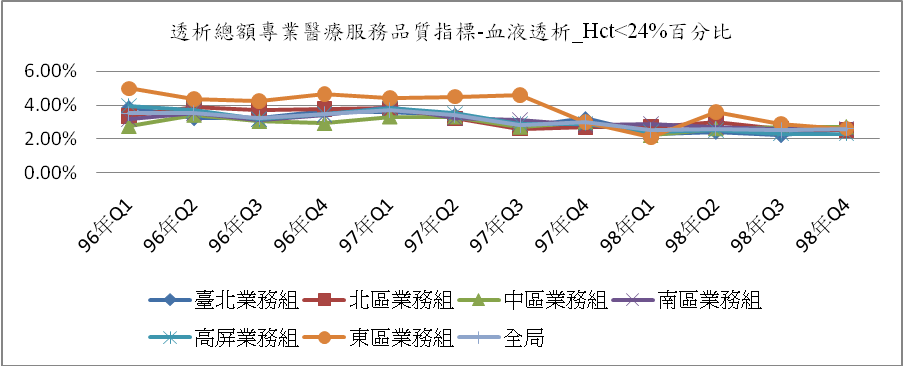 透析總額專業醫療服務品質指標-血液透析_Hct<24%百分比
6.00%
4.00%
2.00%
0.00%
96年Q1
96年Q2
96年Q3
96年Q4
97年Q1
97年Q2
97年Q3
97年Q4
98年Q1
98年Q2
98年Q3
98年Q4
臺北業務組 北區業務組 中區業務組 南區業務組
高屏業務組 東區業務組 全局